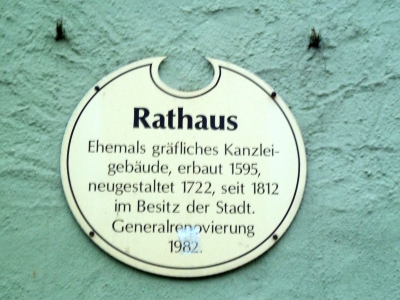 Rathaus
Ehemals gräfliches Kanzlei-
gebäude, erbaut 1595,
neugestaltet 1722, seit 1812
im Besitz der Stadt.
Generalrenovierung
1982.